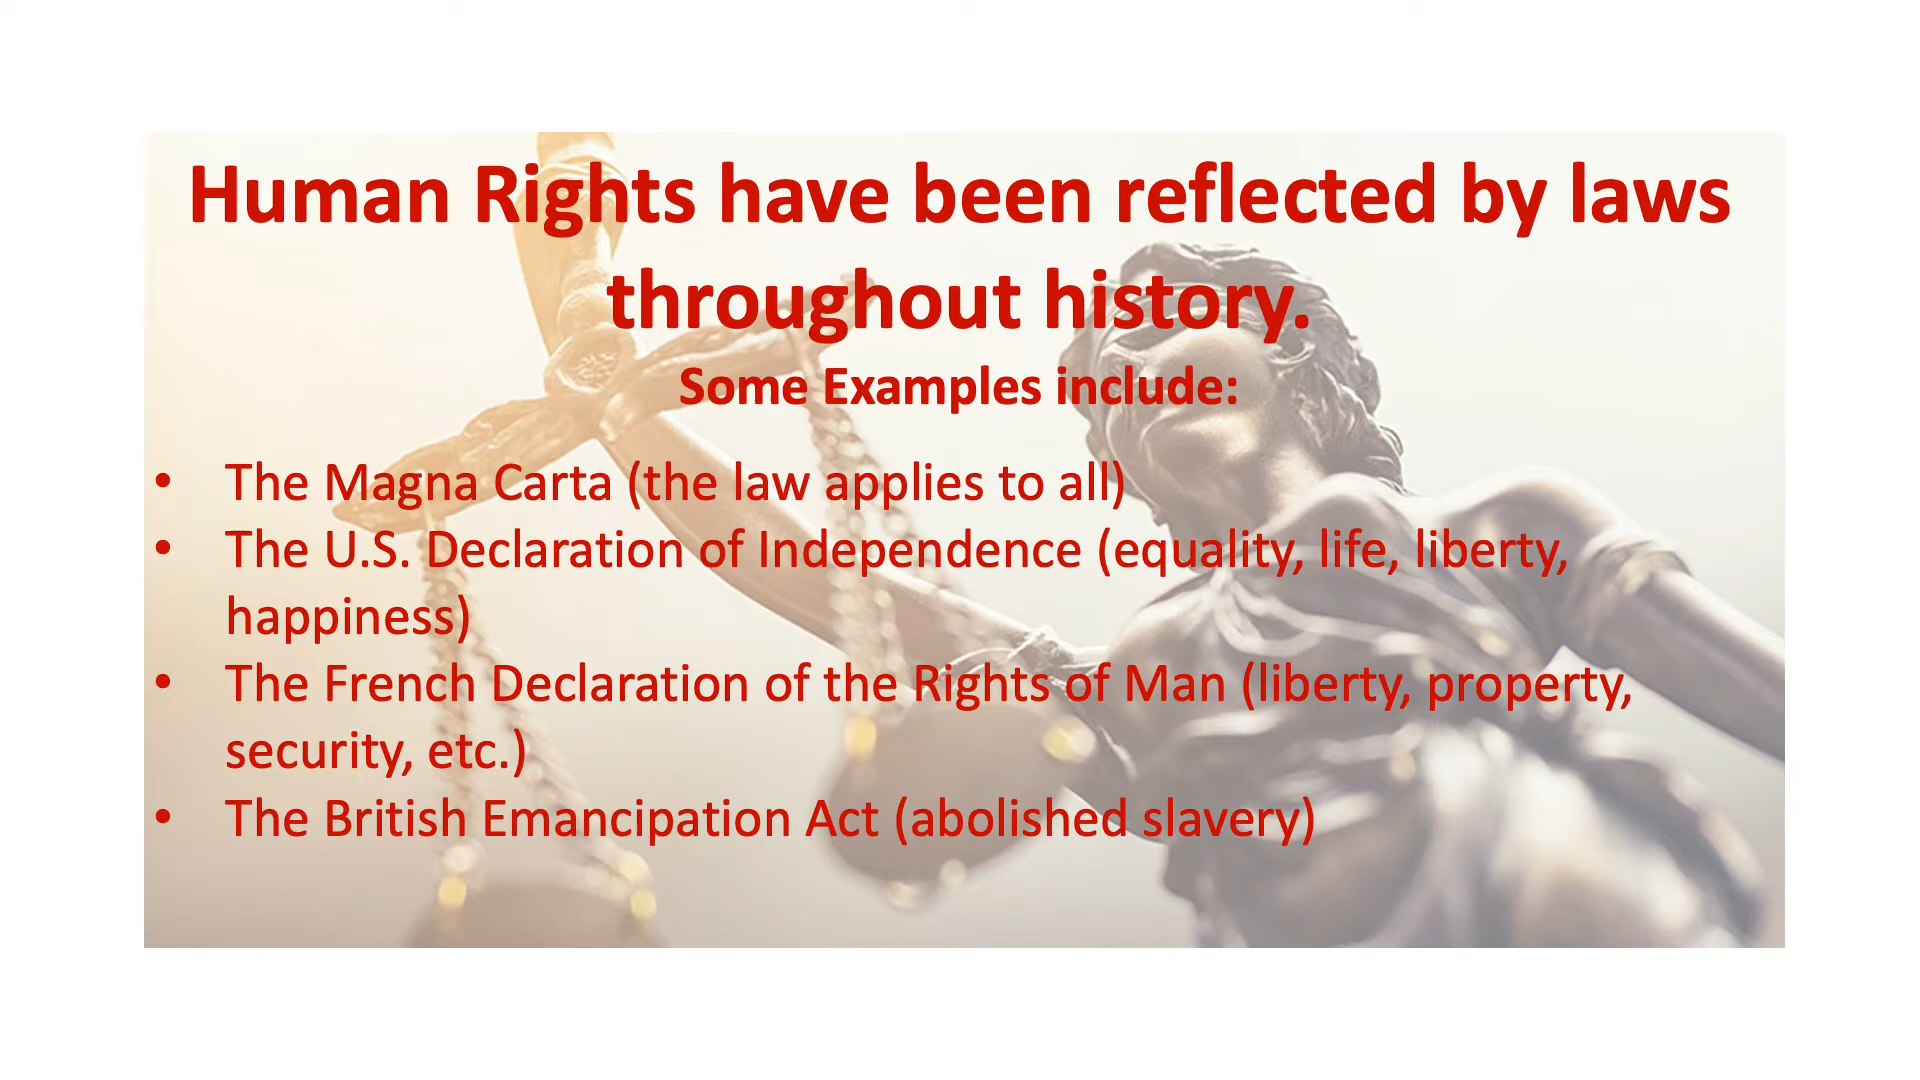 Human Rights have been reflected by laws
throughout history.
Some Examples include:
• The Magna Carta (the law applies to all)
• The U.S. Declaration of Independence (equality, life, liberty,
happiness)
• The French Declaration of the Rights of Man (liberty, property,
security, etc.)
• The British Emancipation Act (abolished slavery)